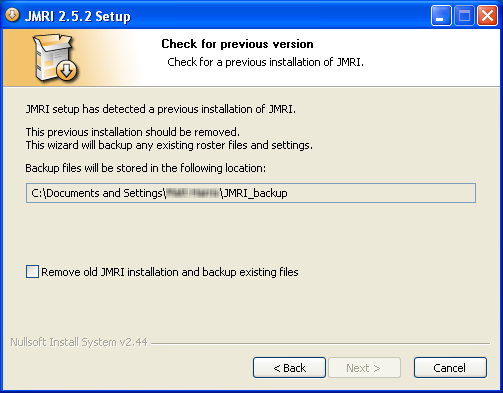 JMRI 2.5.2 Setup
Check for previous version
Check for a previous installation of JMRI.
JMRI setup has detected a previous installation of JMRI.
This previous installation should be removed.
This wizard will backup any existing roster files and settings.
Backup files will be stored in the following location:
C:\Documents and Settings\ \JMRI_backup
Remove old JMRI installation and backup existing files
Nullsoft Install System v2.44
< Back Next > Cancel